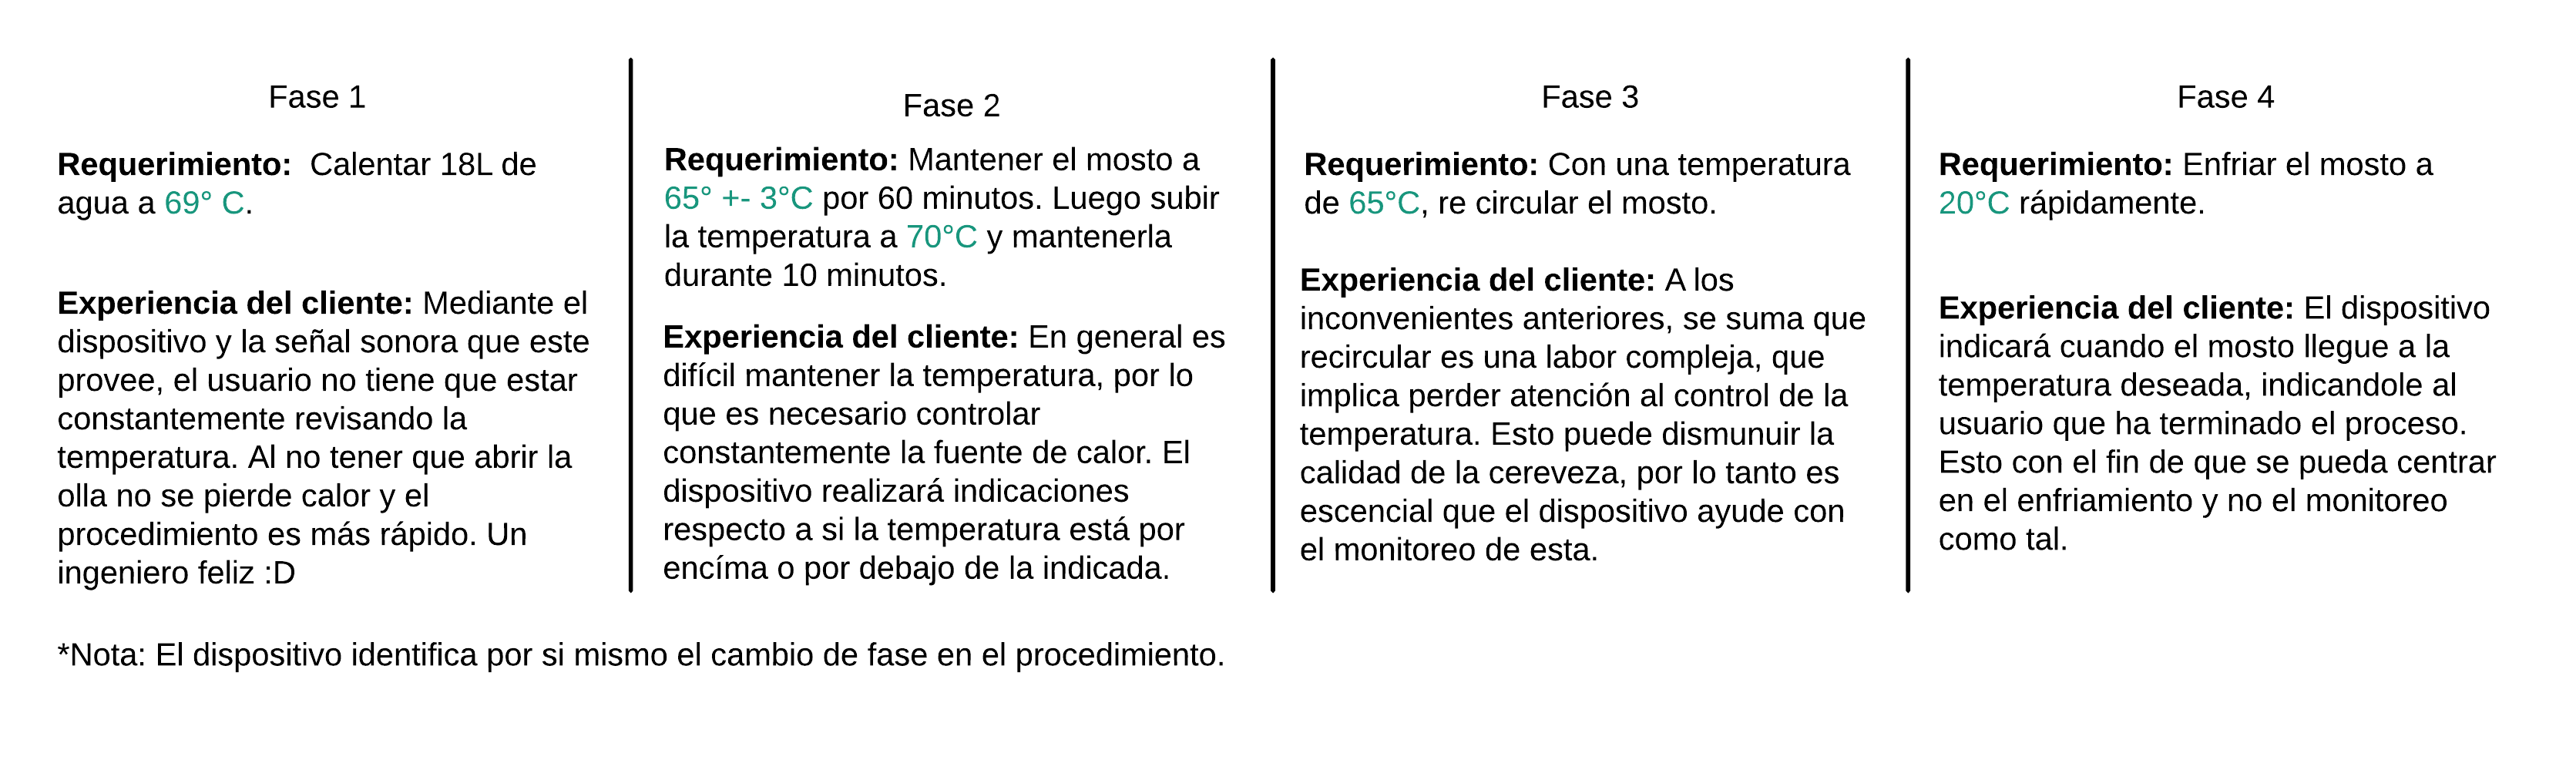 Fase 1
Requerimiento:  Calentar 18L de
agua a 69° C.
Experiencia del cliente: Mediante el
dispositivo y la señal sonora que este
provee, el usuario no tiene que estar
constantemente revisando la
temperatura. Al no tener que abrir la
olla no se pierde calor y el
procedimiento es más rápido. Un
ingeniero feliz :D
Fase 2
Requerimiento: Mantener el mosto a
65° +- 3°C por 60 minutos. Luego subir
la temperatura a 70°C y mantenerla
durante 10 minutos.
Experiencia del cliente: En general es
difícil mantener la temperatura, por lo
que es necesario controlar
constantemente la fuente de calor. El
dispositivo realizará indicaciones
respecto a si la temperatura está por
encíma o por debajo de la indicada.
Fase 3
Requerimiento: Con una temperatura
de 65°C, re circular el mosto.
Experiencia del cliente: A los
inconvenientes anteriores, se suma que
recircular es una labor compleja, que
implica perder atención al control de la
temperatura. Esto puede dismunuir la
calidad de la cereveza, por lo tanto es
escencial que el dispositivo ayude con
el monitoreo de esta.
Fase 4
Requerimiento: Enfriar el mosto a
20°C rápidamente.
Experiencia del cliente: El dispositivo
indicará cuando el mosto llegue a la
temperatura deseada, indicandole al
usuario que ha terminado el proceso.
Esto con el fin de que se pueda centrar
en el enfriamiento y no el monitoreo
como tal.
*Nota: El dispositivo identifica por si mismo el cambio de fase en el procedimiento.